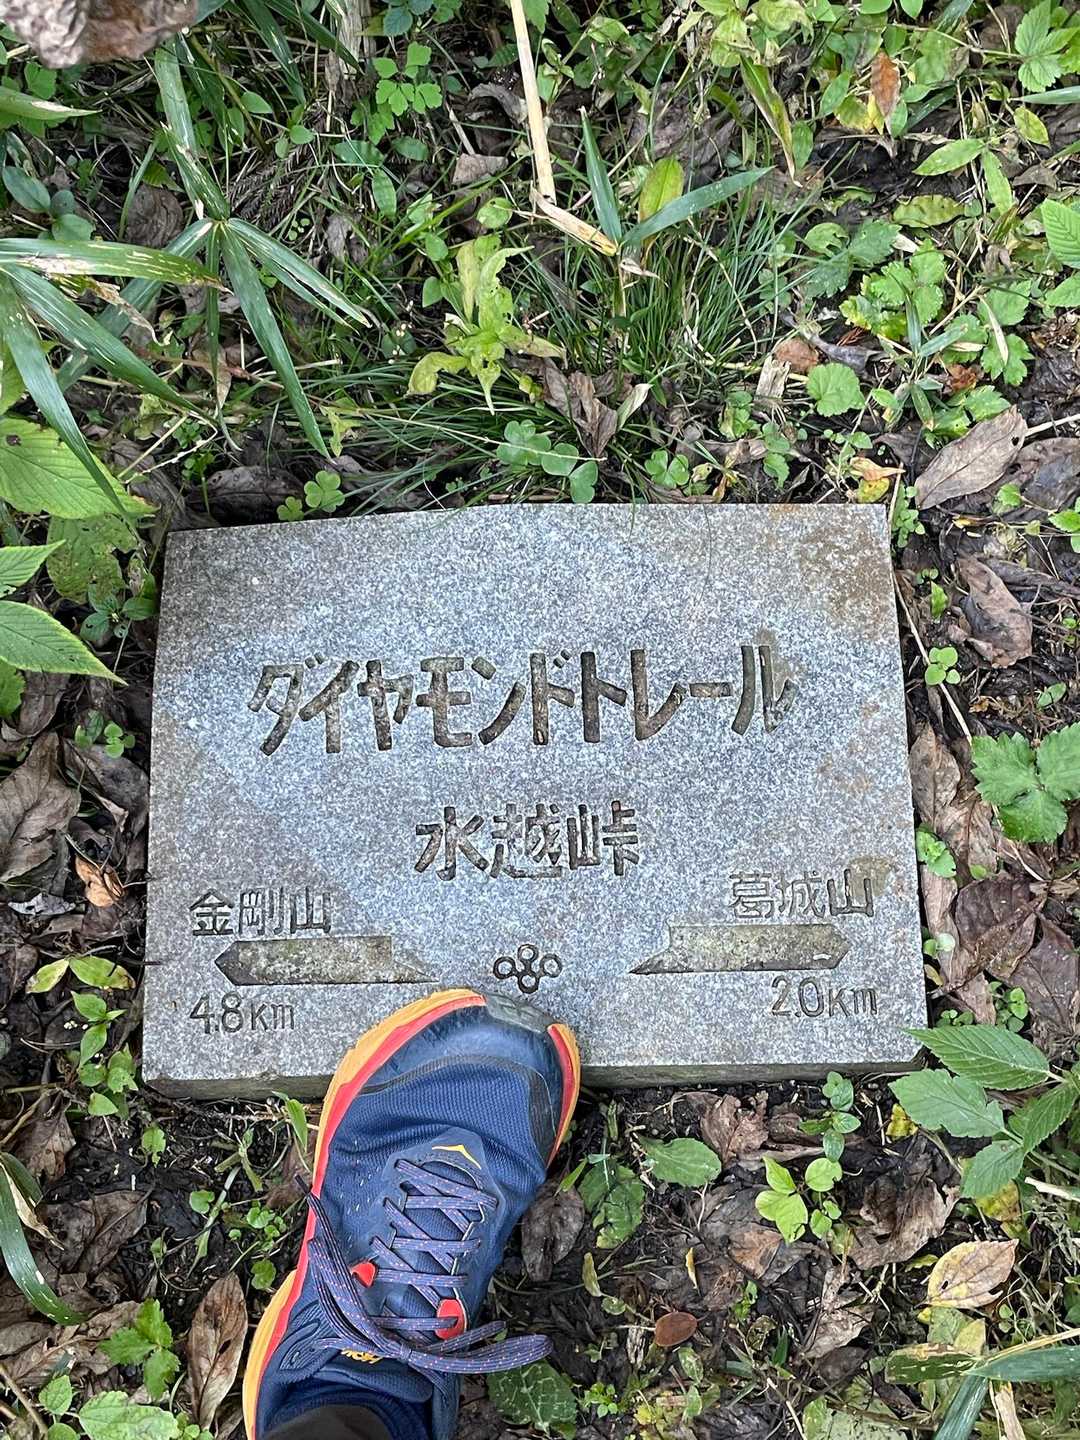 ダイヤモンドトレール
水越峠
金剛山
葛城山
4.8km
2.0km